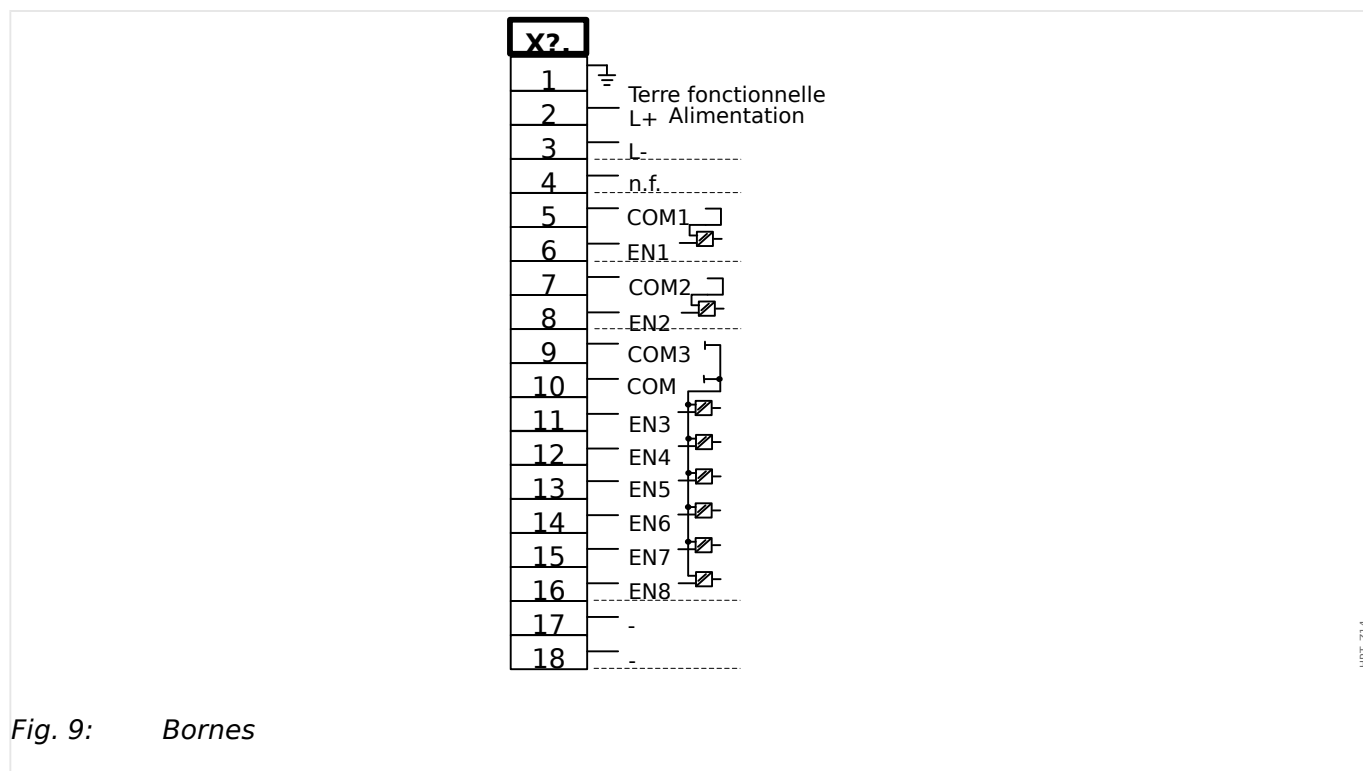 X?.
1
Terre fonctionnelle
2 L+ Alimentation
3 L-
4 n.f.
5 COM1
6 EN1
7 COM2
8 EN2
9 COM3
10 COM
11 EN3
12 EN4
13 EN5
14 EN6
15 EN7
16 EN8
17 -
18 -
Fig. 9: Bornes